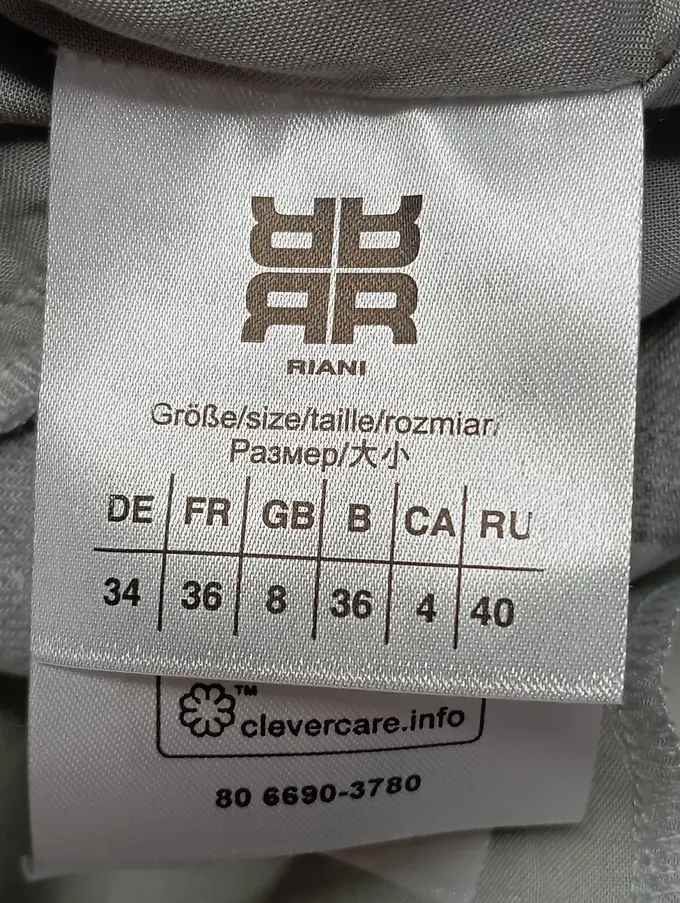 RIANI
Größe/size/taille/rozmiar/
Размер/大小
DE FR GB B CA RU
34 36 8 36 4 40
™
clevercare.info
80 6690-3780